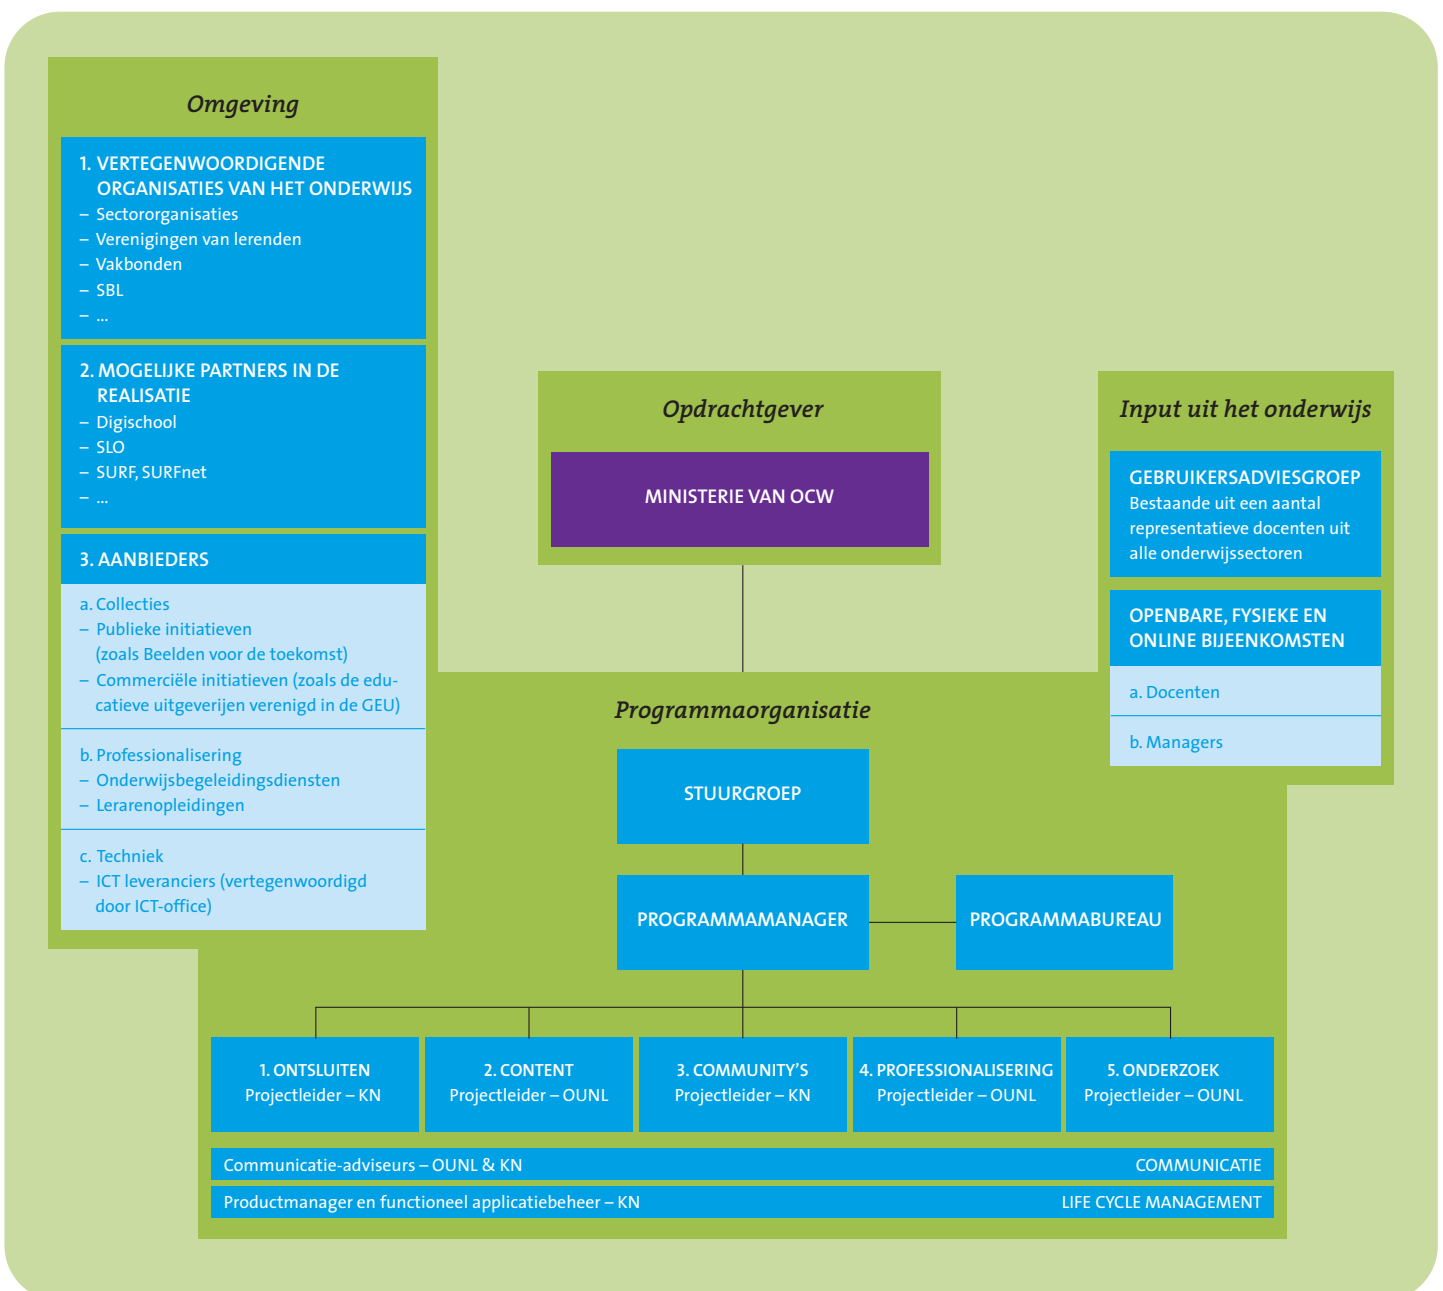 Omgeving
1. VERTEGENWOORDIGENDE
ORGANISATIES VAN HET ONDERWIJS
– Sectororganisaties
– Verenigingen van lerenden
– Vakbonden
– SBL
– ...
2. MOGELIJKE PARTNERS IN DE
REALISATIE
– Digischool
– SLO
– SURF, SURFnet
– ...
3. AANBIEDERS
a. Collecties
– Publieke initiatieven
(zoals Beelden voor de toekomst)
– Commerciële initiatieven (zoals de edu-
catieve uitgeverijen verenigd in de GEU)
b. Professionalisering
– Onderwijsbegeleidingsdiensten
– Lerarenopleidingen
c. Techniek
– ICT leveranciers (vertegenwoordigd
door ICT-office)
Opdrachtgever
MINISTERIE VAN OCW
Input uit het onderwijs
GEBRUIKERSADVIESGROEP
Bestaande uit een aantal
representatieve docenten uit
alle onderwijssectoren
OPENBARE, FYSIEKE EN
ONLINE BIJEENKOMSTEN
a. Docenten
b. Managers
Programmaorganisatie
STUURGROEP
PROGRAMMAMANAGER
PROGRAMMABUREAU
1. ONTSLUITEN
Projectleider – KN
2. CONTENT
Projectleider – OUNL
3. COMMUNITY'S
Projectleider – KN
4. PROFESSIONALISERING
Projectleider – OUNL
5. ONDERZOEK
Projectleider – OUNL
Communicatie-adviseurs – OUNL & KN
COMMUNICATIE
Productmanager en functioneel applicatiebeheer – KN
LIFE CYCLE MANAGEMENT